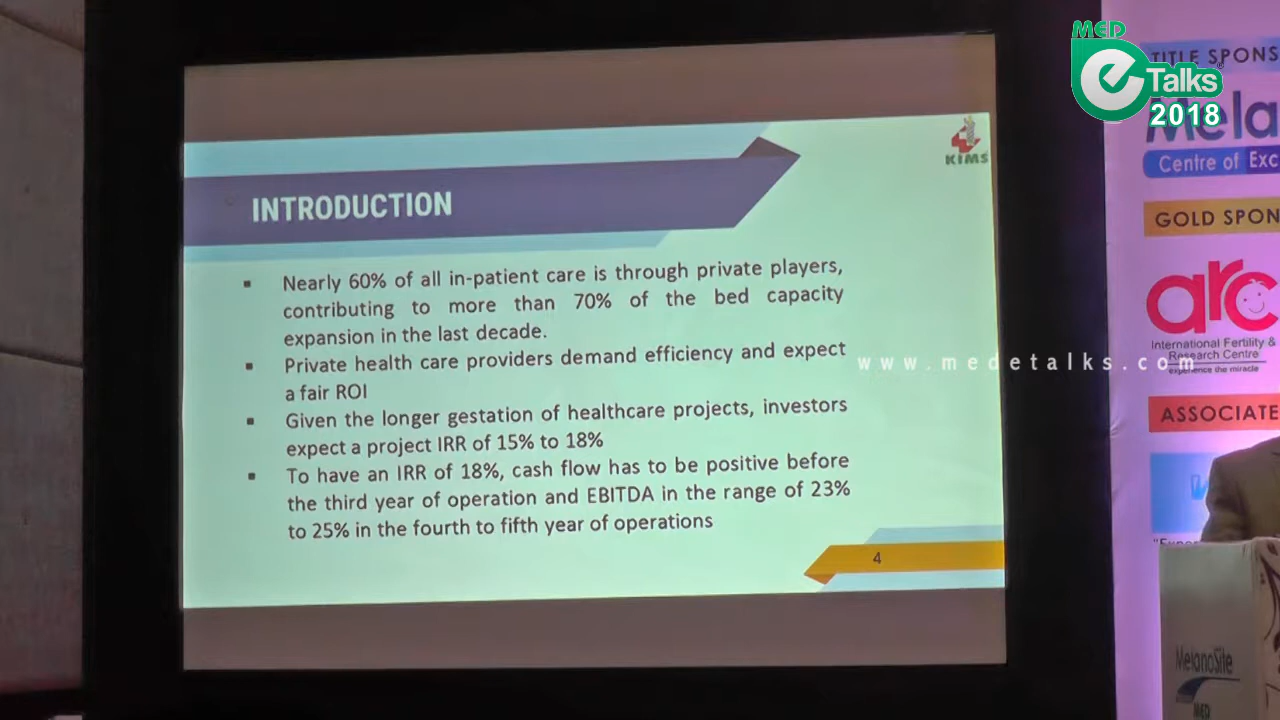 MED
e Talks
2018
TITLE SPONS
Mela
Centre of Exc
GOLD SPON
arc
International Fertility &
Research Centre
experience the miracle
ASSOCIATE
KIMS
INTRODUCTION
▪ Nearly 60% of all in-patient care is through private players,
contributing to more than 70% of the bed capacity
expansion in the last decade.
▪ Private health care providers demand efficiency and expect
a fair ROI
▪ Given the longer gestation of healthcare projects, investors
expect a project IRR of 15% to 18%
▪ To have an IRR of 18%, cash flow has to be positive before
the third year of operation and EBITDA in the range of 23%
to 25% in the fourth to fifth year of operations
4
www.medetalks.com
MelanoSite
MED